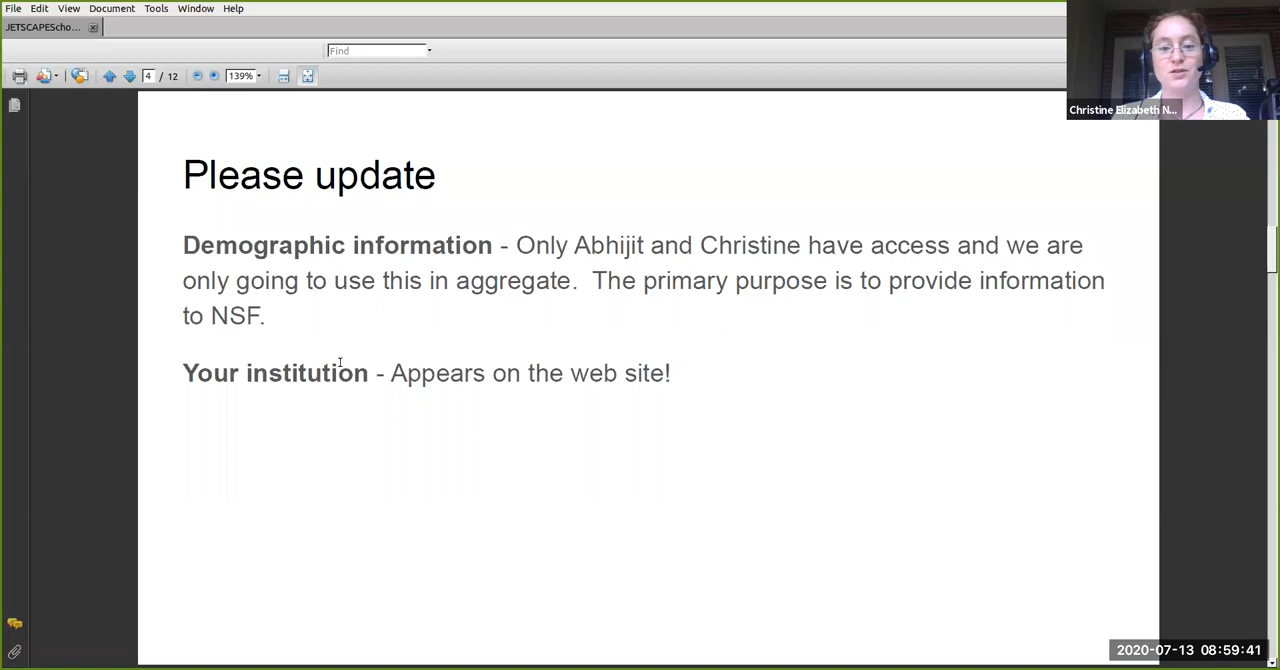 File Edit View Document Tools Window Help
JETSCAPEScho...
Find
4 / 12 139%
Christine Elizabeth N...
Please update
Demographic information - Only Abhijit and Christine have access and we are
only going to use this in aggregate. The primary purpose is to provide information
to NSF.
Your institution - Appears on the web site!
2020-07-13 08:59:41